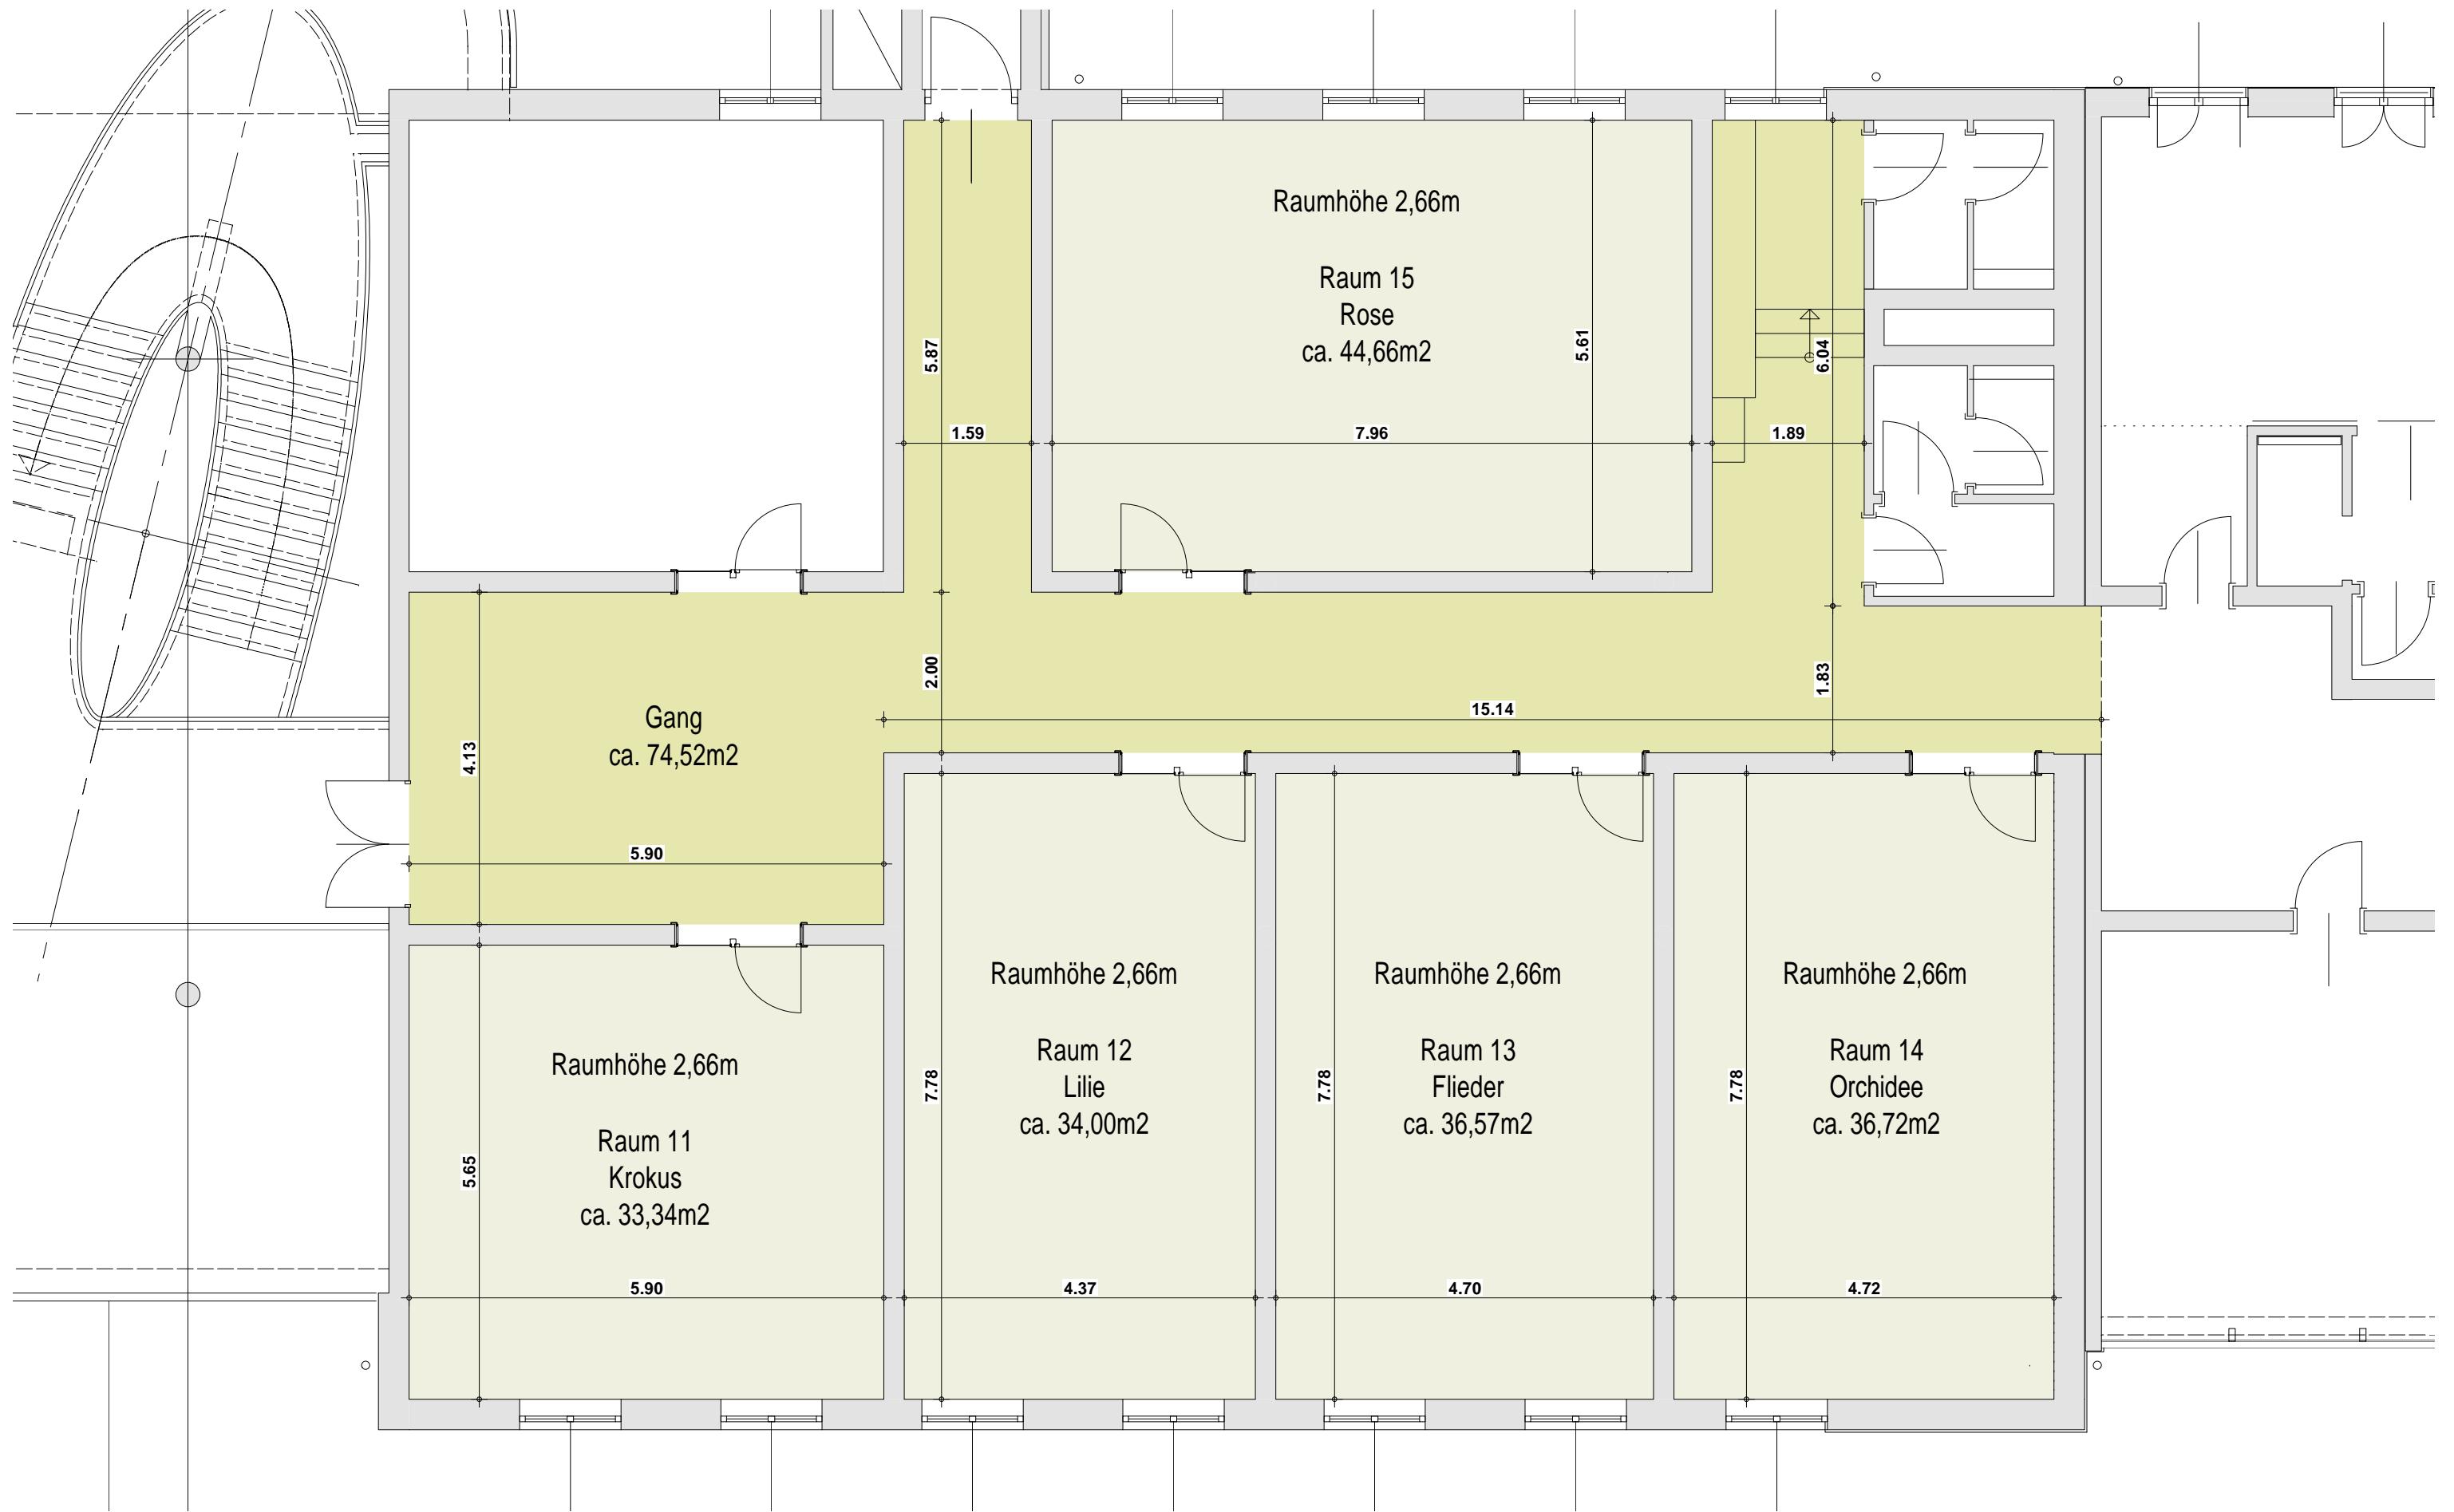 Raumhöhe 2,66m
Raum 15
Rose
ca. 44,66m2
5.87
5.61
6.04
1.59
7.96
1.89
Gang
ca. 74,52m2
2.00
1.83
15.14
4.13
5.90
Raumhöhe 2,66m
Raum 11
Krokus
ca. 33,34m2
5.65
5.90
Raumhöhe 2,66m
Raum 12
Lilie
ca. 34,00m2
7.78
4.37
Raumhöhe 2,66m
Raum 13
Flieder
ca. 36,57m2
7.78
4.70
Raumhöhe 2,66m
Raum 14
Orchidee
ca. 36,72m2
7.78
4.72